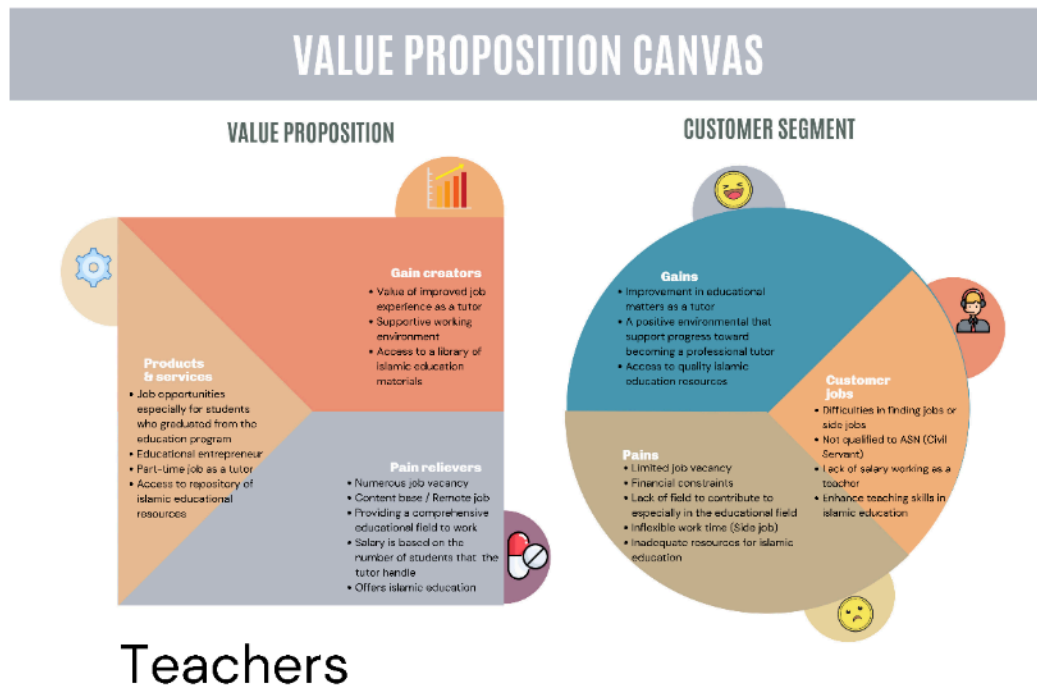 VALUE PROPOSITION CANVAS
VALUE PROPOSITION
Gain creators
• Value of improved job
experience as a tutor
• Supportive working
environment
• Access to a library of
islamic education
materials
Products
& services
• Job opportunities
especially for students
who graduated from the
education program
• Educational entrepreneur
• Part-time job as a tutor
• Access to repository of
islamic educational
resources
Pain relievers
• Numerous job vacancy
• Content base / Remote job
• Providing a comprehensive
educational field to work
• Salary is based on the
number of students that the
tutor handle
• Offers islamic education
CUSTOMER SEGMENT
Gains
• Improvement in educational
matters as a tutor
• A positive environmental that
support progress toward
becoming a professional tutor
• Access to quality islamic
education resources
Customer
jobs
• Difficulties in finding jobs or
side jobs
• Not qualified to ASN (Civil
Servant)
• Lack of salary working as a
teacher
• Enhance teaching skills in
islamic education
Pains
• Limited job vacancy
• Financial constraints
• Lack of field to contribute to
especially in the educational field
• Inflexible work time (Side job)
• Inadequate resources for islamic
education
Teachers